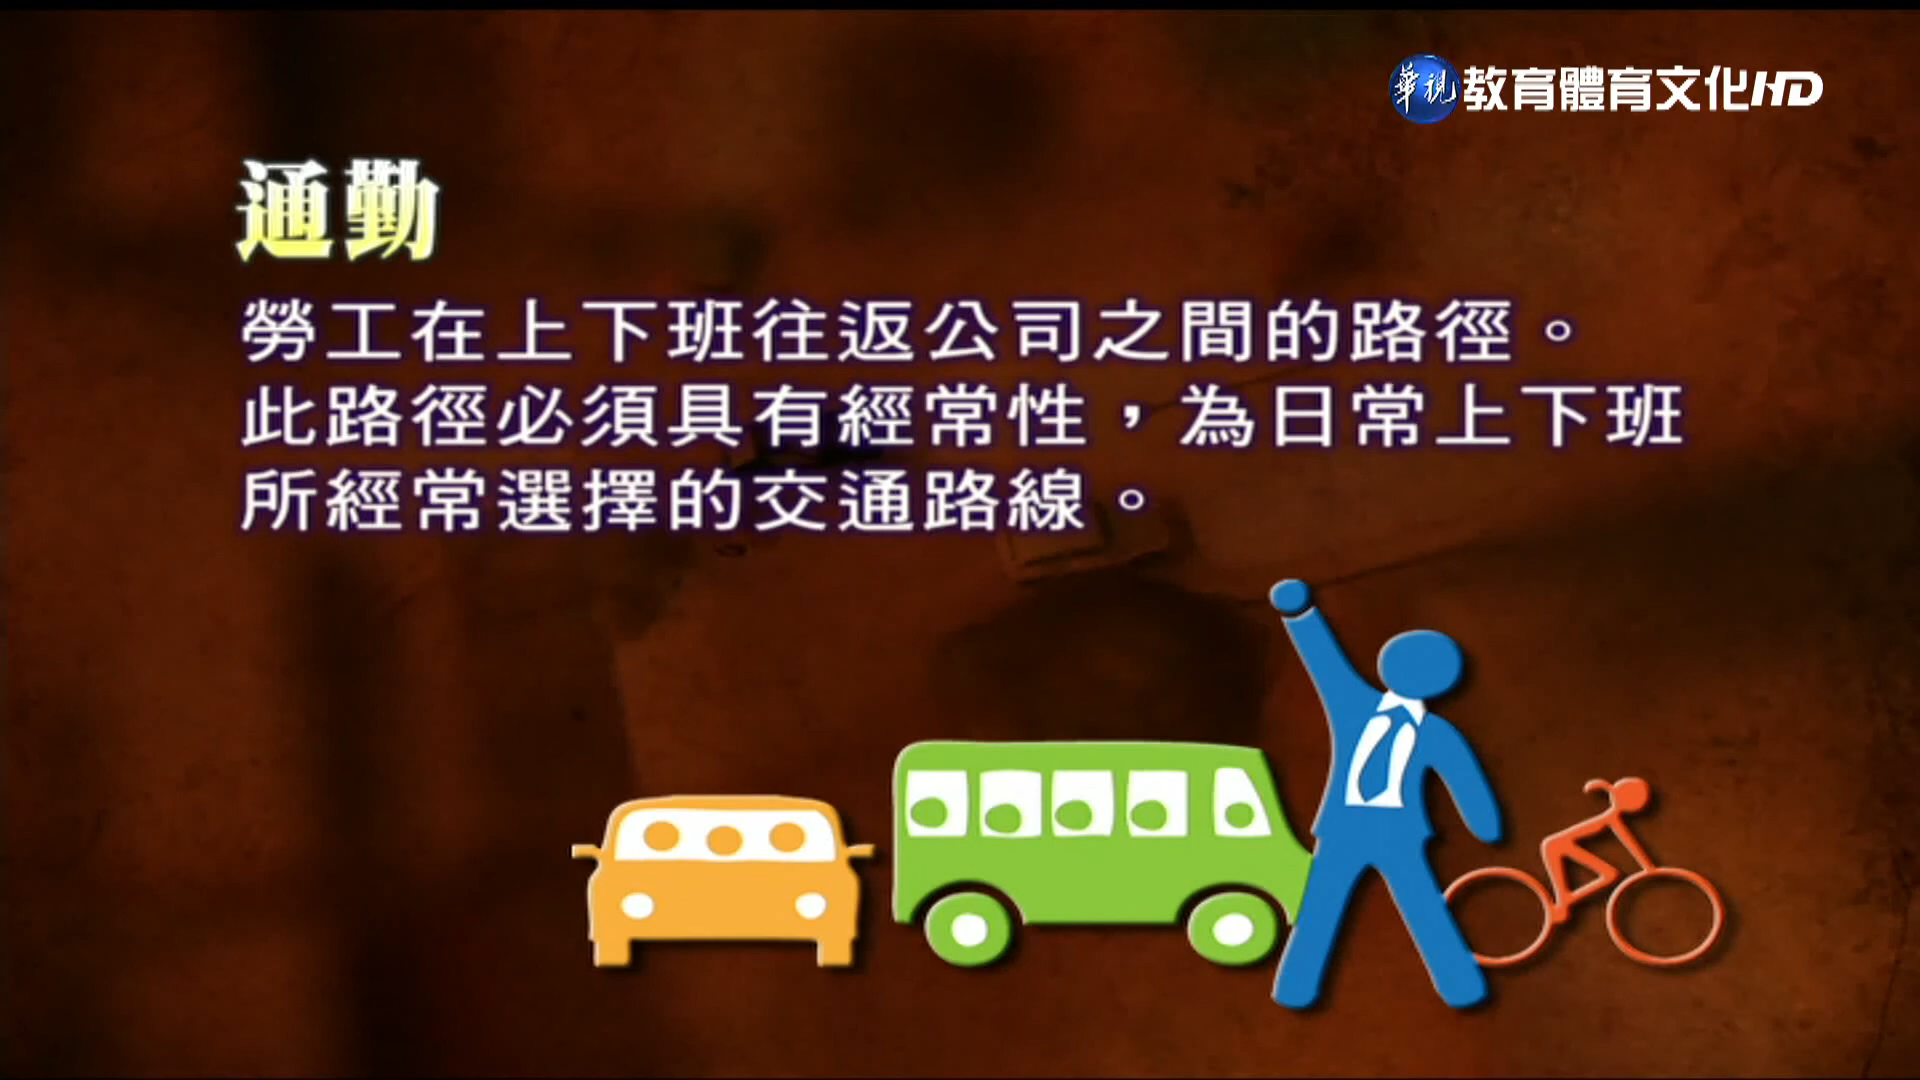 華視 教育體育文化HD
通勤
勞工在上下班往返公司之間的路徑。
此路徑必須具有經常性，為日常上下班
所經常選擇的交通路線。